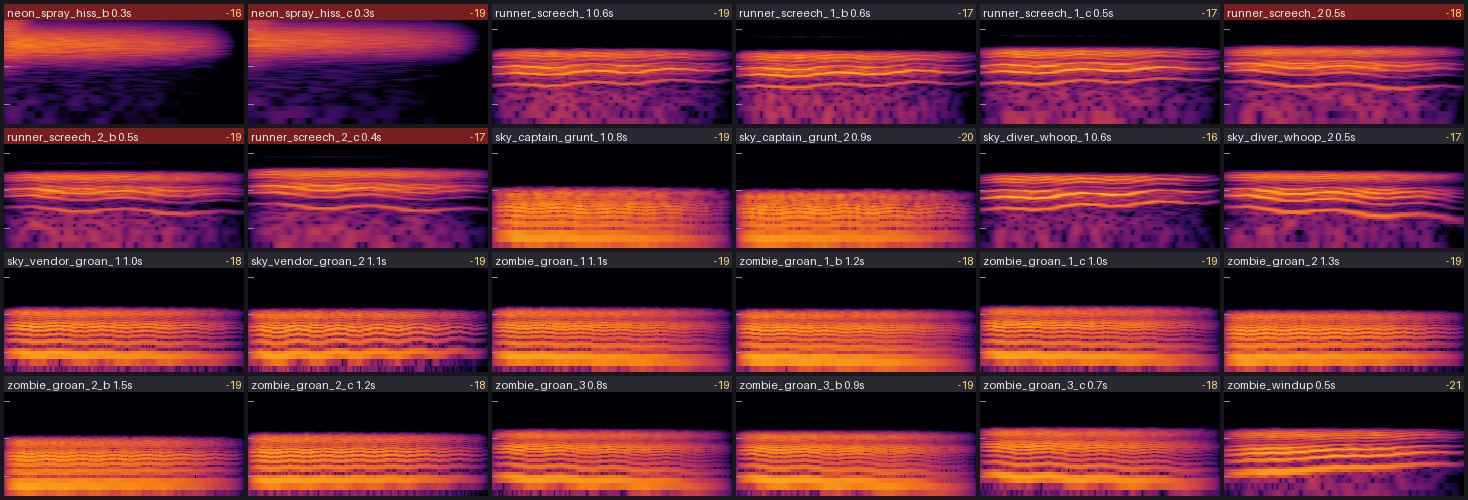 neon_spray_hiss_b 0.3s -16
neon_spray_hiss_c 0.3s -19
runner_screech_1 0.6s -19
runner_screech_1_b 0.6s -17
runner_screech_1_c 0.5s -17
runner_screech_2 0.5s -18
runner_screech_2_b 0.5s -19
runner_screech_2_c 0.4s -17
sky_captain_grunt_1 0.8s -19
sky_captain_grunt_2 0.9s -20
sky_diver_whoop_1 0.6s -16
sky_diver_whoop_2 0.5s -17
sky_vendor_groan_1 1.0s -18
sky_vendor_groan_2 1.1s -19
zombie_groan_1 1.1s -19
zombie_groan_1_b 1.2s -18
zombie_groan_1_c 1.0s -19
zombie_groan_2 1.3s -19
zombie_groan_2_b 1.5s -19
zombie_groan_2_c 1.2s -18
zombie_groan_3 0.8s -19
zombie_groan_3_b 0.9s -19
zombie_groan_3_c 0.7s -18
zombie_windup 0.5s -21